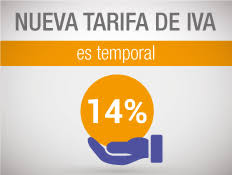 NUEVA TARIFA DE IVA
es temporal
14%